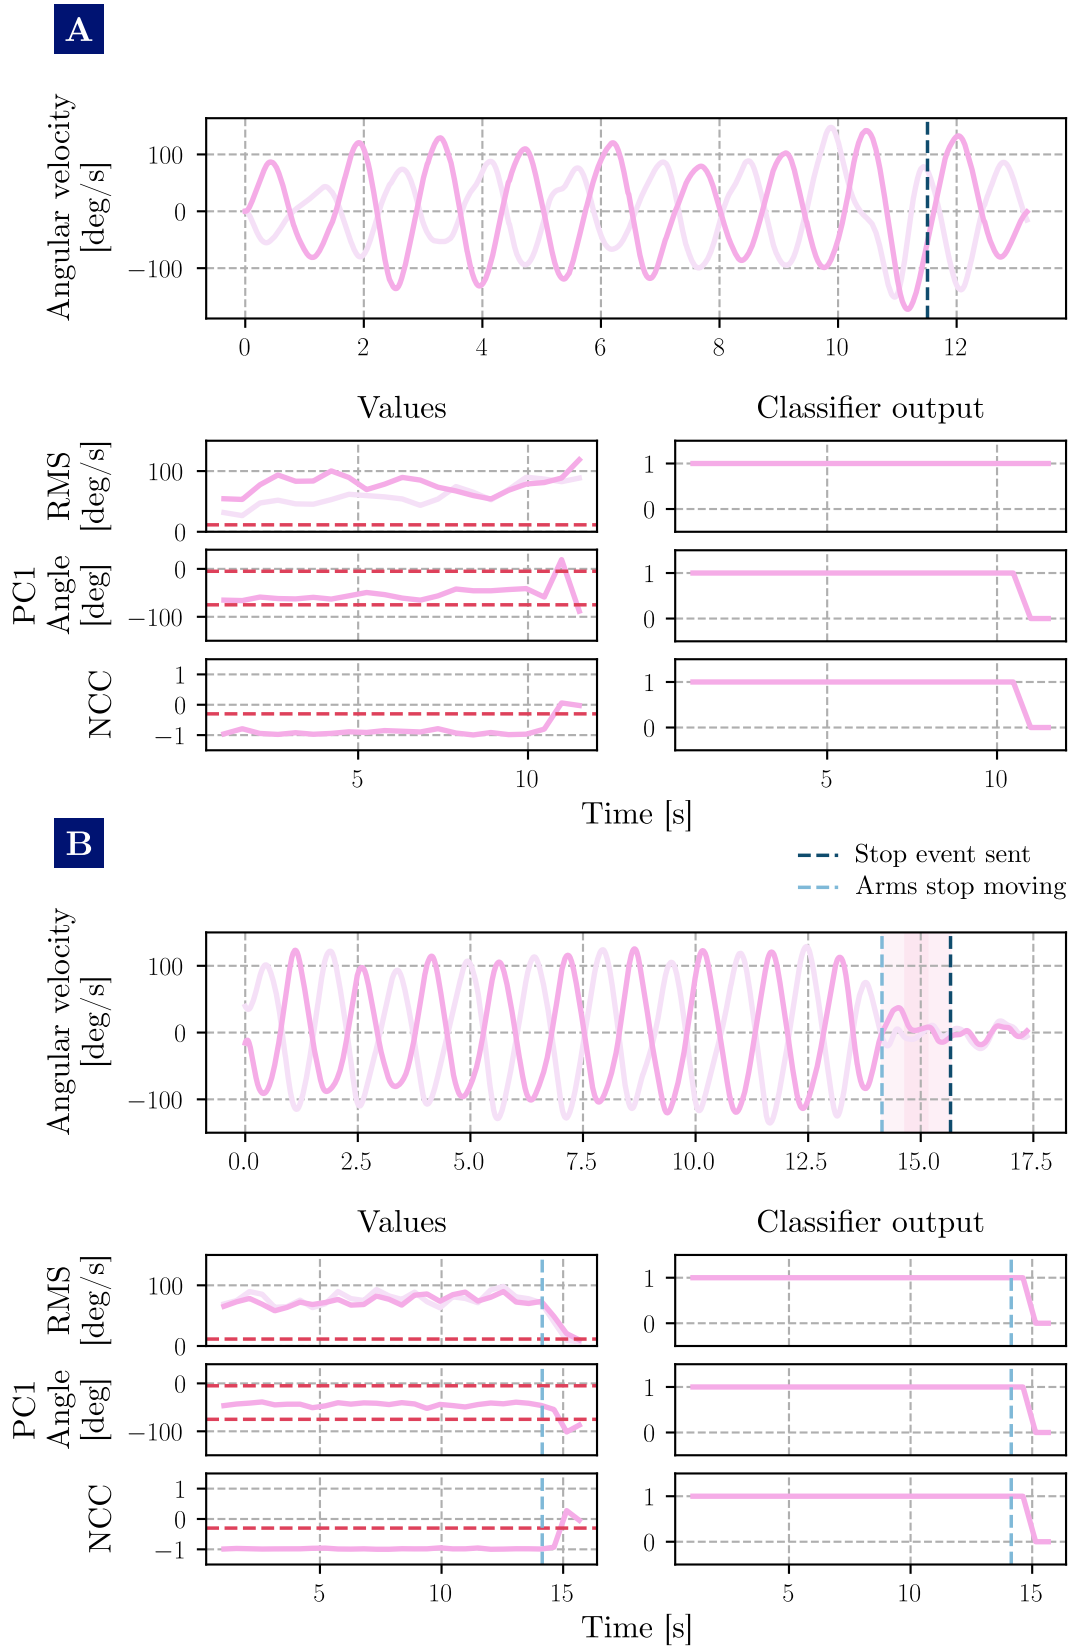 A
Angular velocity
[deg/s]
100
0
−100
0 2 4 6 8 10 12
Values
Classifier output
RMS
[deg/s]
100
0
1
0
PC1
Angle
[deg]
0
−100
1
0
NCC
1
0
−1
1
0
5 10
5 10
Time [s]
B
Stop event sent
Arms stop moving
Angular velocity
[deg/s]
100
0
−100
0.0 2.5 5.0 7.5 10.0 12.5 15.0 17.5
Values
Classifier output
RMS
[deg/s]
100
0
1
0
PC1
Angle
[deg]
0
−100
1
0
NCC
1
0
−1
1
0
5 10 15
5 10 15
Time [s]